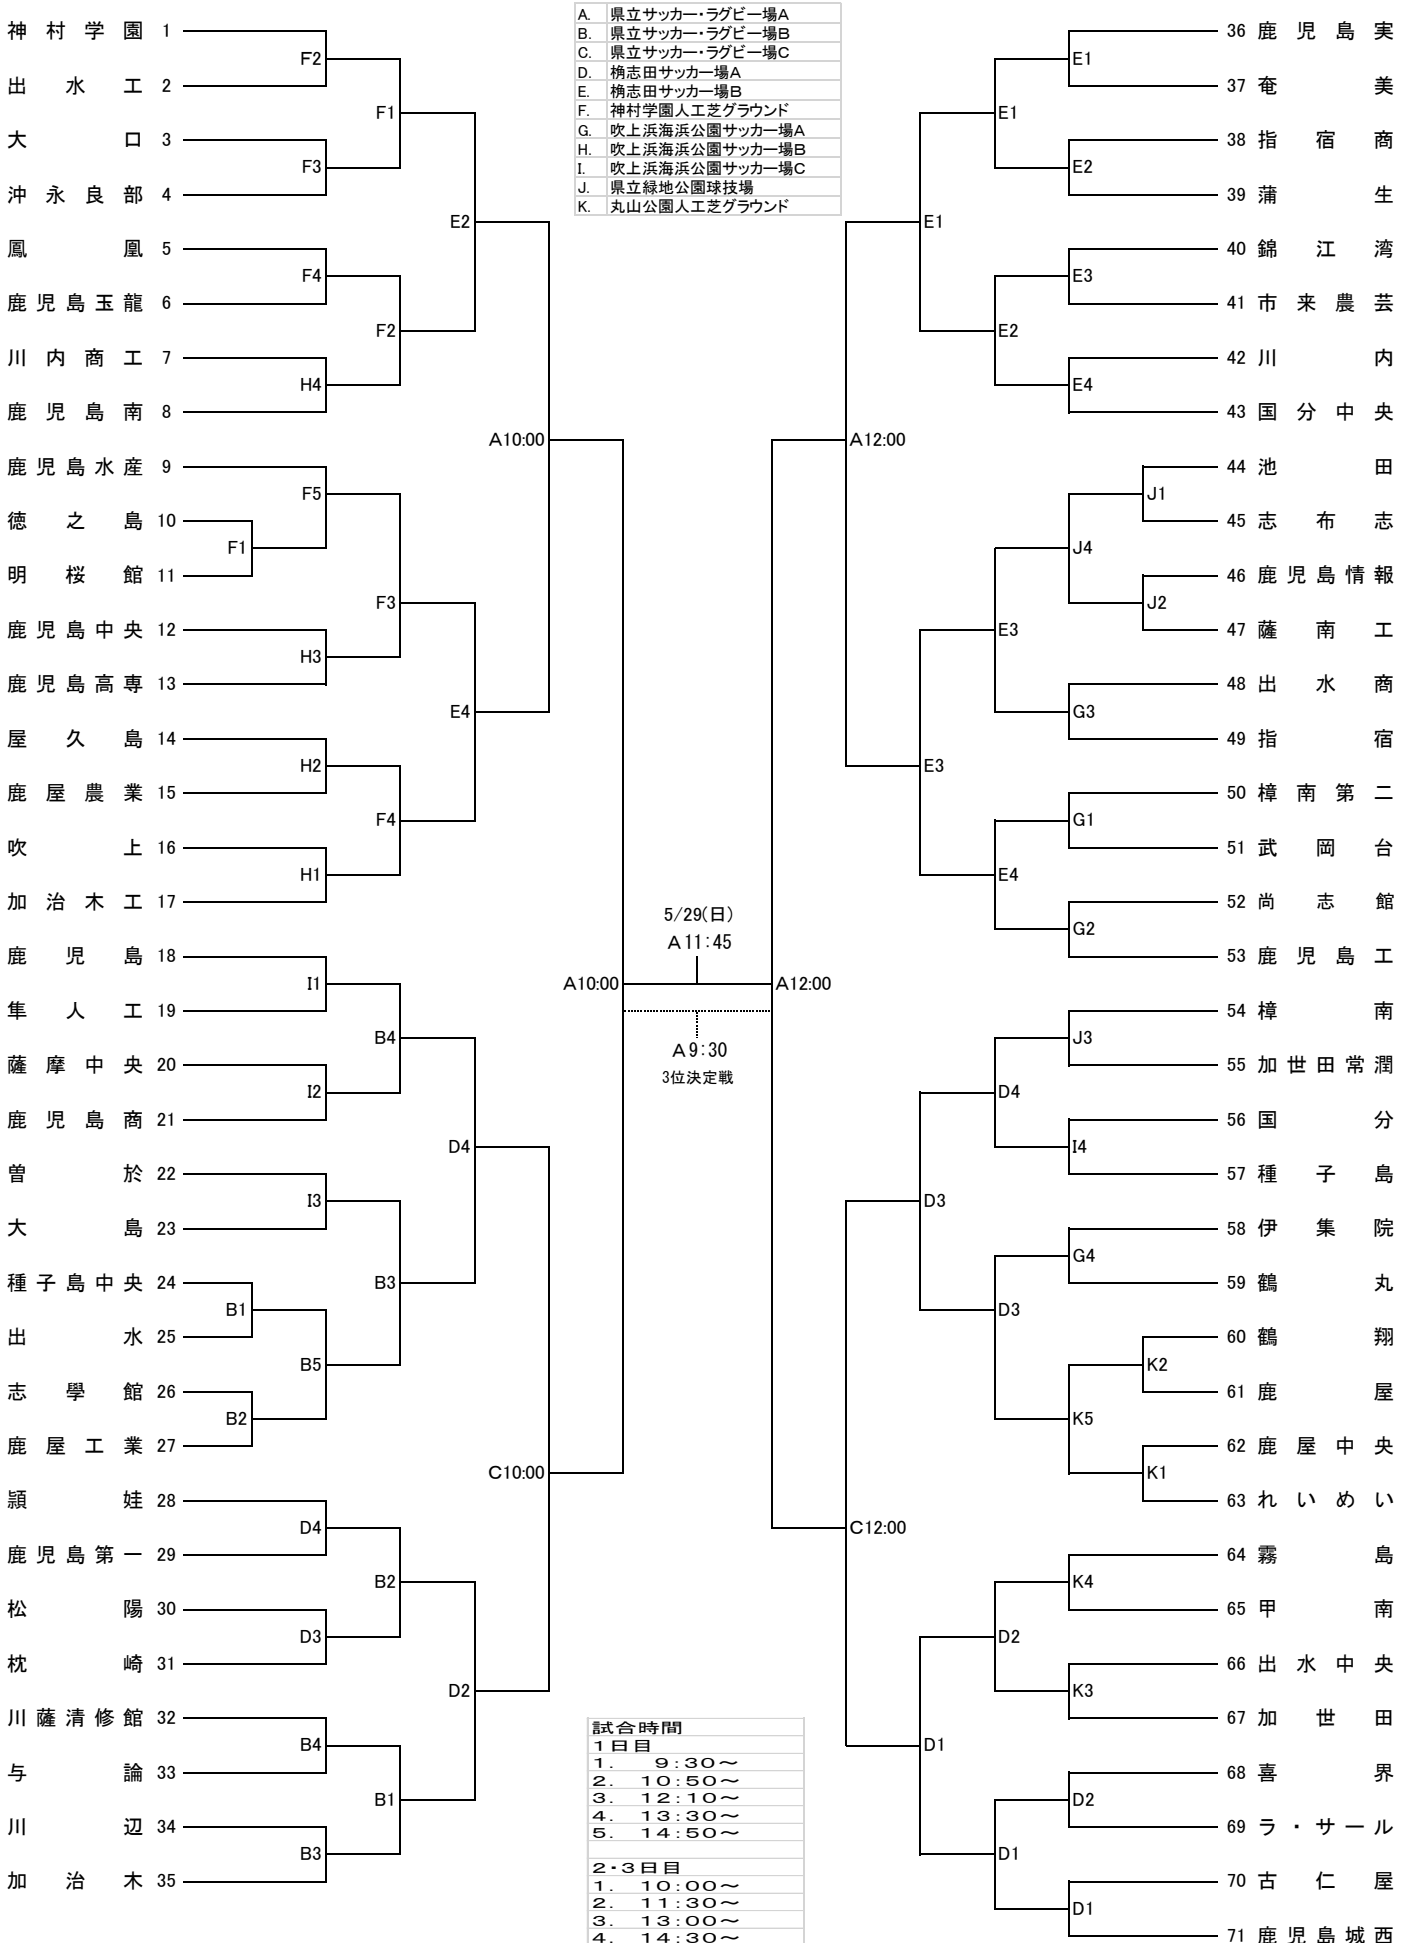 A. 県立サッカー・ラグビー場A
B. 県立サッカー・ラグビー場B
C. 県立サッカー・ラグビー場C
D. 桷志田サッカー場A
E. 桷志田サッカー場B
F. 神村学園人工芝グラウンド
G. 吹上浜海浜公園サッカー場A
H. 吹上浜海浜公園サッカー場B
I. 吹上浜海浜公園サッカー場C
J. 県立緑地公園球技場
K. 丸山公園人工芝グラウンド
神村学園 1
F2
出水工 2
F1
大口 3
F3
沖永良部 4
E2
鳳凰 5
F4
鹿児島玉龍 6
F2
川内商工 7
H4
鹿児島南 8
A10:00
鹿児島水産 9
F5
徳之島 10
F1
明桜館 11
F3
鹿児島中央 12
H3
鹿児島高専 13
E4
屋久島 14
H2
鹿屋農業 15
F4
吹上 16
H1
加治木工 17
鹿児島 18
I1
A10:00
隼人工 19
B4
薩摩中央 20
I2
鹿児島商 21
D4
曽於 22
I3
大島 23
種子島中央 24
B3
B1
出水 25
B5
志學館 26
B2
鹿屋工業 27
C10:00
頴娃 28
D4
鹿児島第一 29
B2
松陽 30
D3
枕崎 31
D2
川薩清修館 32
B4
与論 33
B1
川辺 34
B3
加治木 35
5/29(日)
A11:45
A9:30
3位決定戦
36 鹿児島実
E1
37 奄美
E1
38 指宿商
E2
39 蒲生
E1
40 錦江湾
E3
41 市来農芸
E2
42 川内
E4
43 国分中央
A12:00
44 池田
J1
45 志布志
J4
46 鹿児島情報
J2
47 薩南工
E3
48 出水商
G3
49 指宿
E3
50 樟南第二
G1
51 武岡台
E4
52 尚志館
G2
53 鹿児島工
A12:00
54 樟南
J3
55 加世田常潤
D4
56 国分
I4
57 種子島
D3
58 伊集院
G4
59 鶴丸
D3
60 鶴翔
K2
61 鹿屋
K5
62 鹿屋中央
K1
63 れいめい
C12:00
64 霧島
K4
65 甲南
D2
66 出水中央
K3
67 加世田
D1
68 喜界
D2
69 ラ・サール
D1
70 古仁屋
D1
71 鹿児島城西
試合時間
1日目
1. 9:30～
2. 10:50～
3. 12:10～
4. 13:30～
5. 14:50～
2・3日目
1. 10:00～
2. 11:30～
3. 13:00～
4. 14:30～